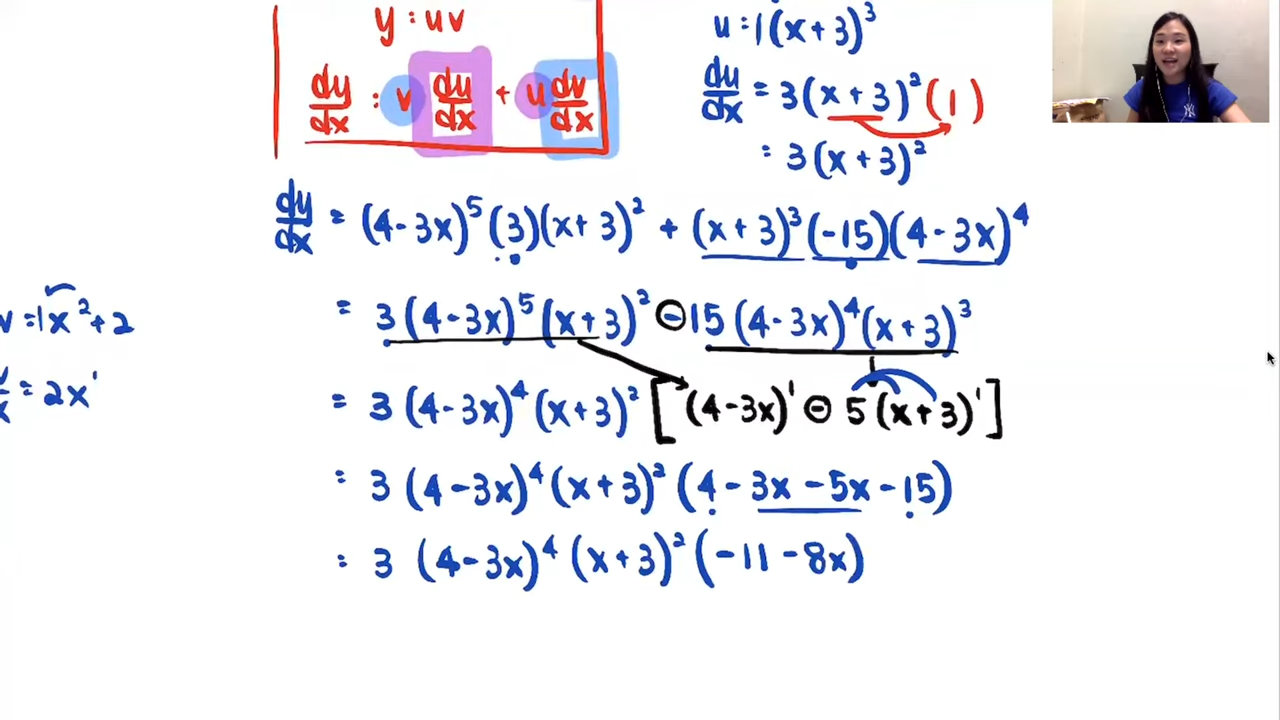 y = uv
dy/dx = v du/dx + u dv/dx
u = 1(x+3)³
du/dx = 3(x+3)²(1)
= 3(x+3)²
dy/dx = (4-3x)⁵(3)(x+3)² + (x+3)³(-15)(4-3x)⁴
= 3(4-3x)⁵(x+3)² - 15(4-3x)⁴(x+3)³
= 3(4-3x)⁴(x+3)² [(4-3x)¹ - 5(x+3)¹]
= 3(4-3x)⁴(x+3)²(4-3x-5x-15)
= 3(4-3x)⁴(x+3)²(-11-8x)
v = 1x²+2
= 2x¹